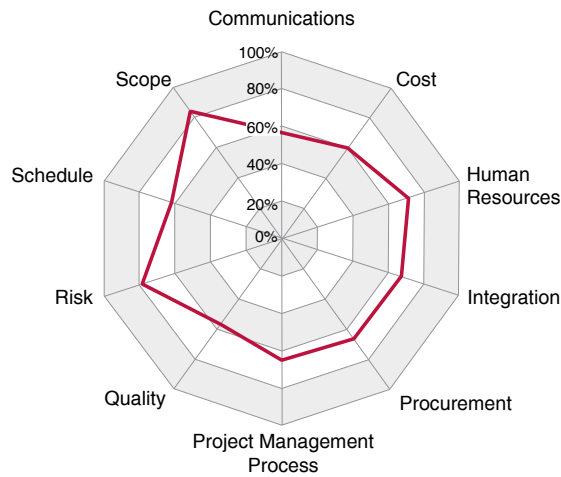 Communications
100%
Scope
80%
Cost
60%
40%
Schedule
Human
Resources
20%
0%
Risk
Integration
Quality
Procurement
Project Management
Process